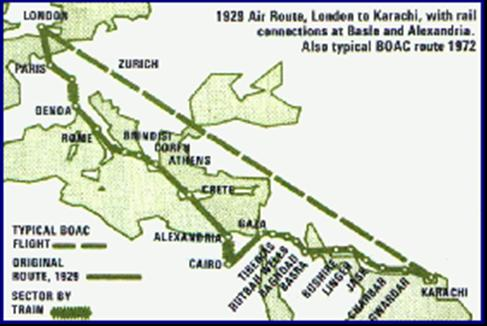 LONDON
1929 Air Route, London to Karachi, with rail
connections at Basle and Alexandria.
Also typical BOAC route 1972
PARIS
ZURICH
GENOA
ROME
BRINDISI
CORFU
ATHENS
CRETE
GAZA
ALEXANDRIA
CAIRO
TIBERIAS
RUTBAH WELLS
BAGHDAD
BASRA
BUSHIRE
LINGEH
JASK
CHARBAR
GWARDAR
KARACHI
TYPICAL BOAC
FLIGHT
ORIGINAL
ROUTE, 1929
SECTOR BY
TRAIN